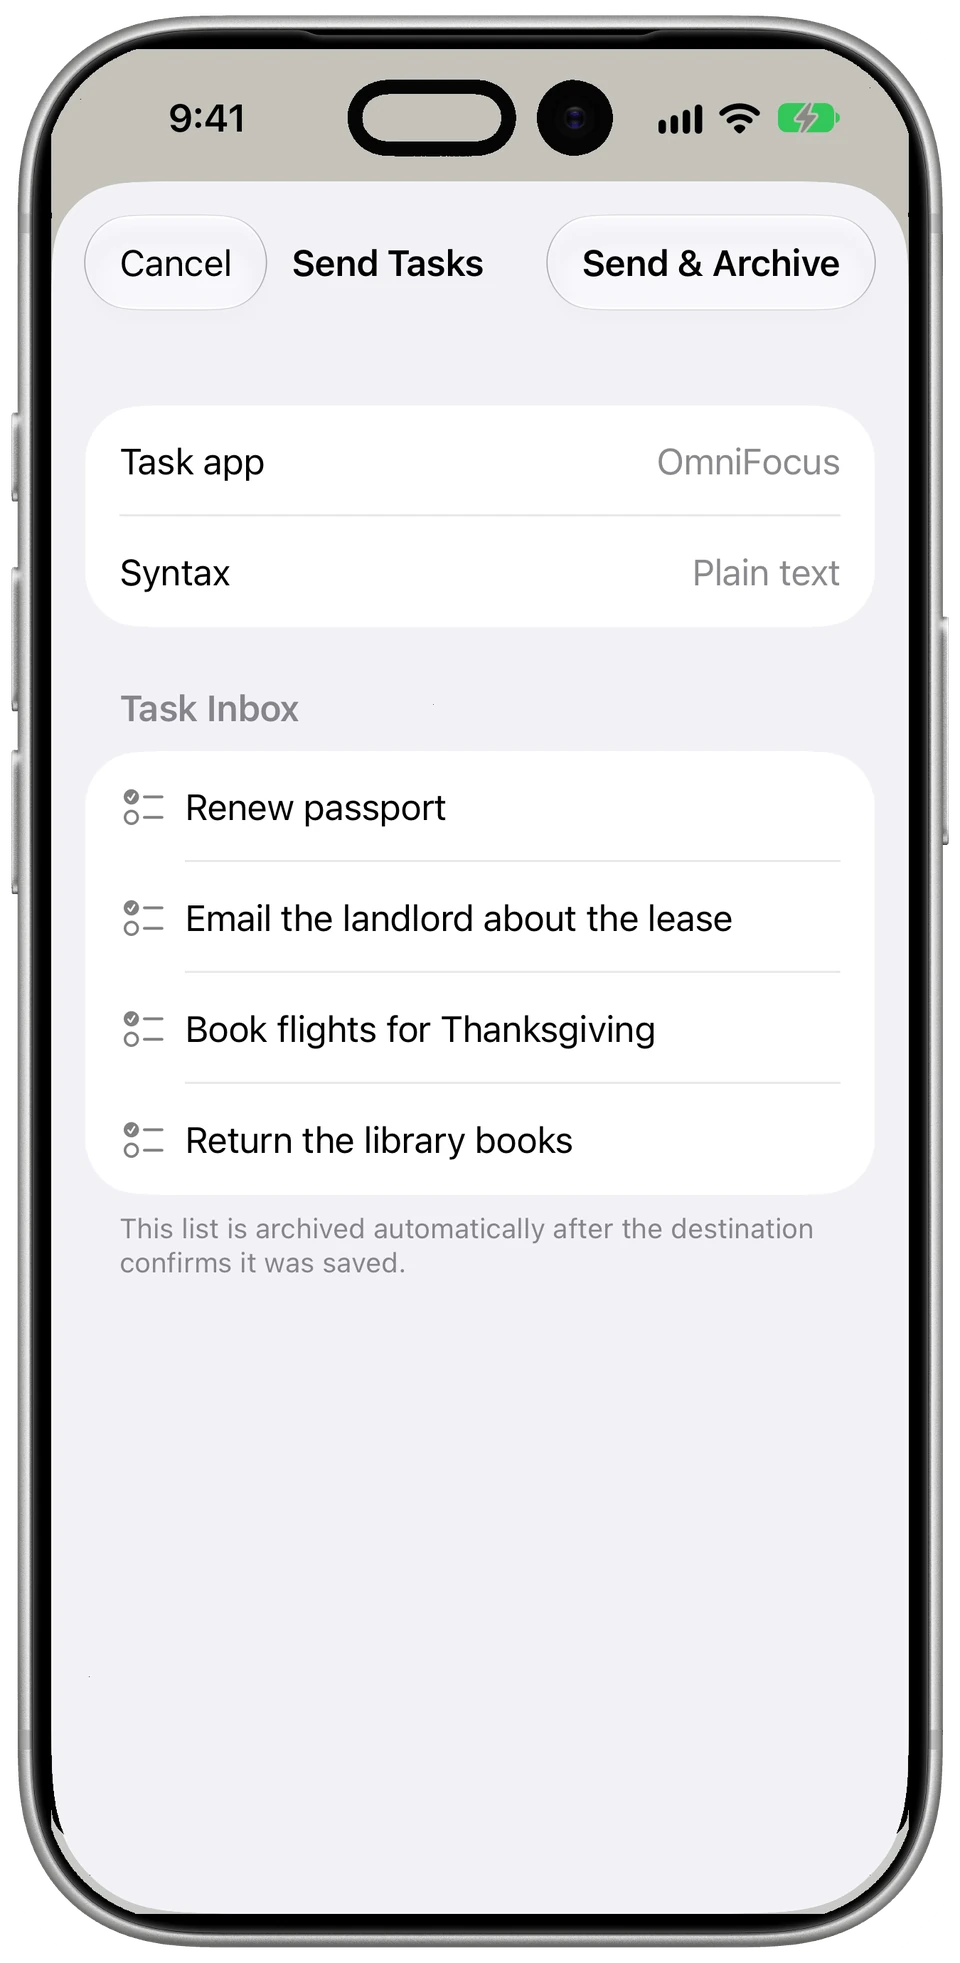 9:41
Cancel
Send Tasks
Send & Archive
Task app
OmniFocus
Syntax
Plain text
Task Inbox
Renew passport
Email the landlord about the lease
Book flights for Thanksgiving
Return the library books
This list is archived automatically after the destination
confirms it was saved.